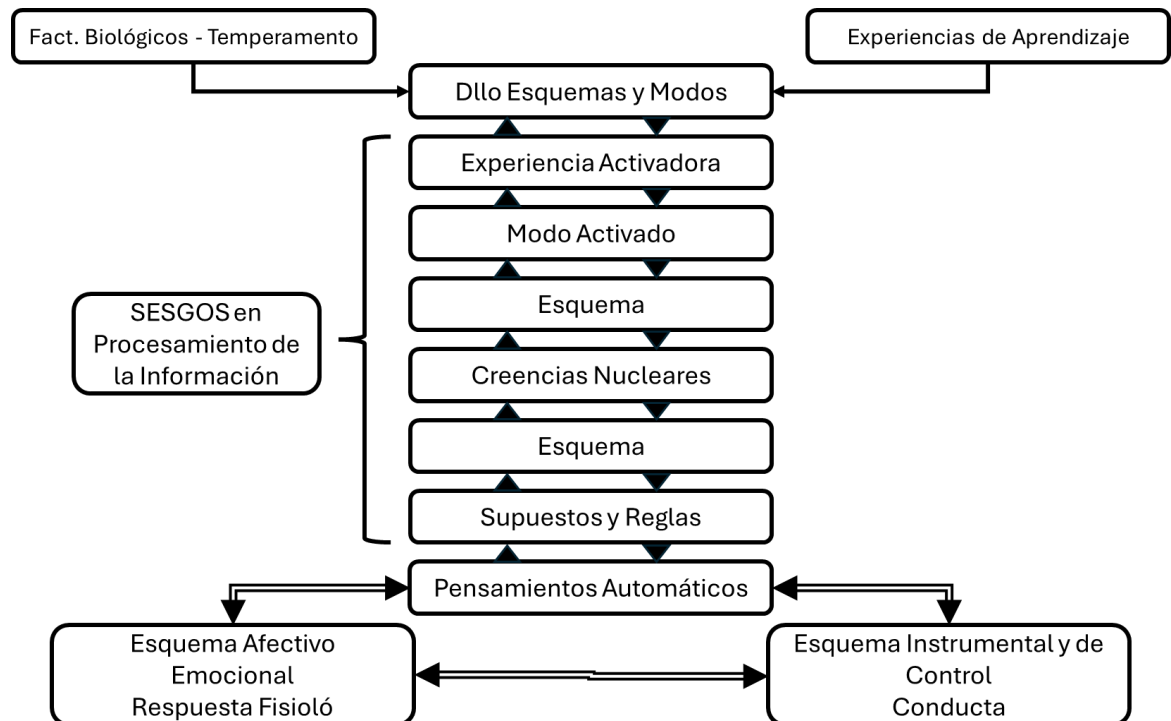 Fact. Biológicos - Temperamento
Experiencias de Aprendizaje
Dllo Esquemas y Modos
Experiencia Activadora
Modo Activado
Esquema
SESGOS en
Procesamiento de
la Información
Creencias Nucleares
Esquema
Supuestos y Reglas
Pensamientos Automáticos
Esquema Afectivo
Emocional
Respuesta Fisioló
Esquema Instrumental y de
Control
Conducta